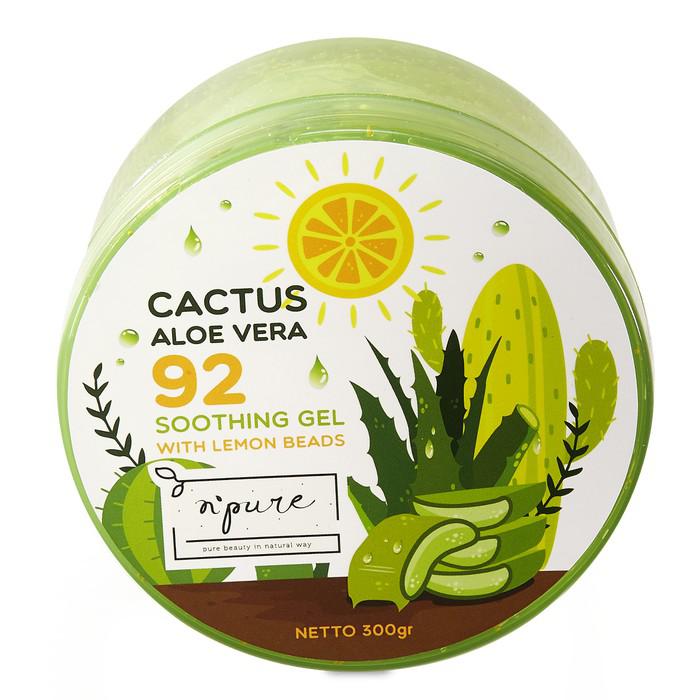 CACTUS
ALOE VERA
92
SOOTHING GEL
WITH LEMON BEADS
n'pure
pure beauty in natural way
NETTO 300gr